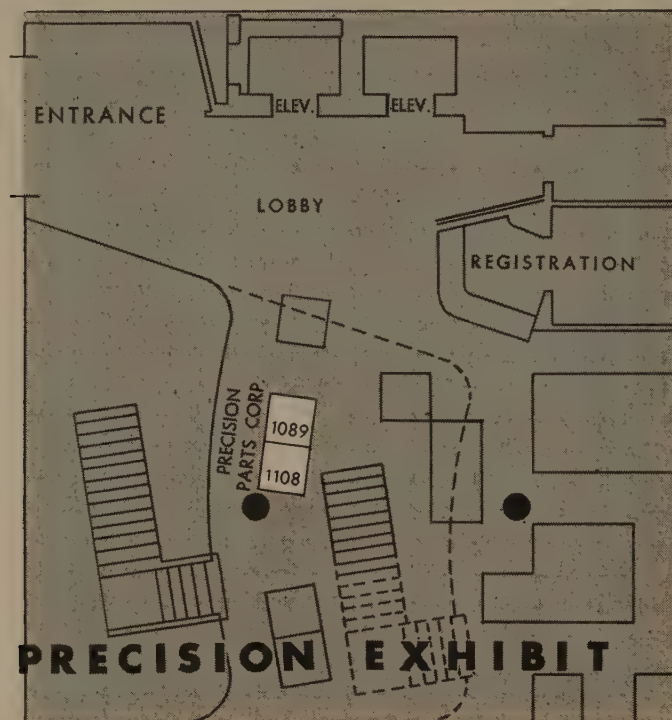 ELEV.
ELEV.
ENTRANCE
LOBBY
REGISTRATION
PRECISION
PARTS CORP.
1089
1108
PRECISION EXHIBIT